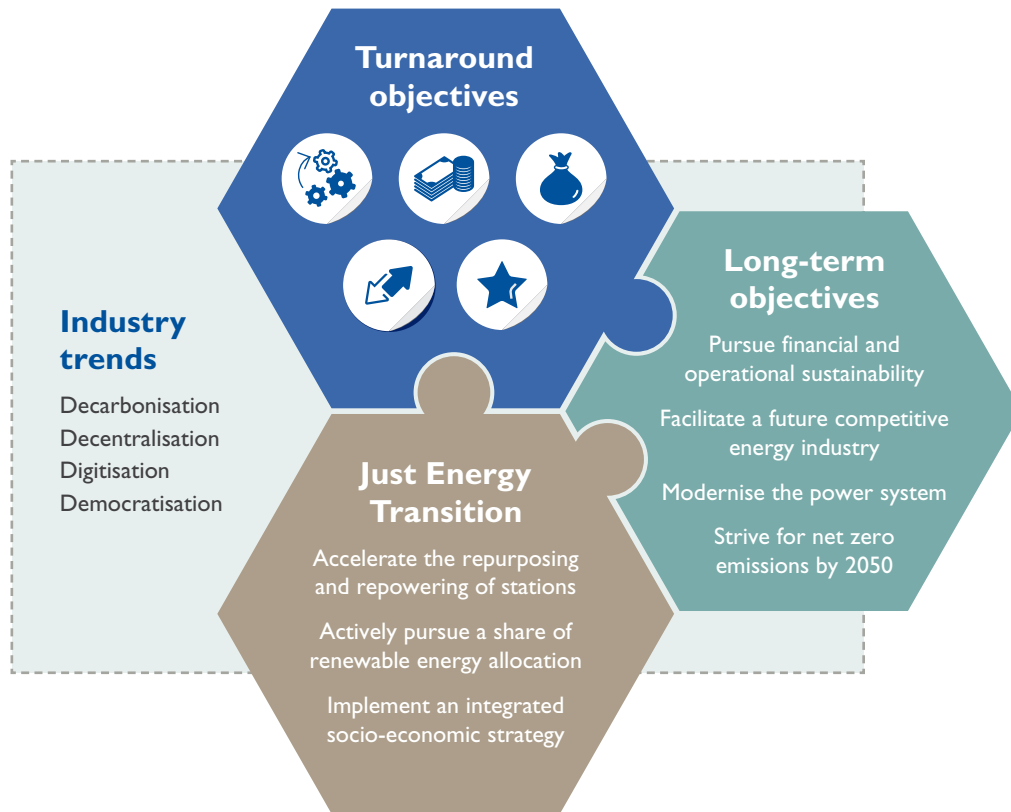 Turnaround
objectives
Industry
trends
Decarbonisation
Decentralisation
Digitisation
Democratisation
Long-term
objectives
Pursue financial and
operational sustainability
Facilitate a future competitive
energy industry
Modernise the power system
Strive for net zero
emissions by 2050
Just Energy
Transition
Accelerate the repurposing
and repowering of stations
Actively pursue a share of
renewable energy allocation
Implement an integrated
socio-economic strategy